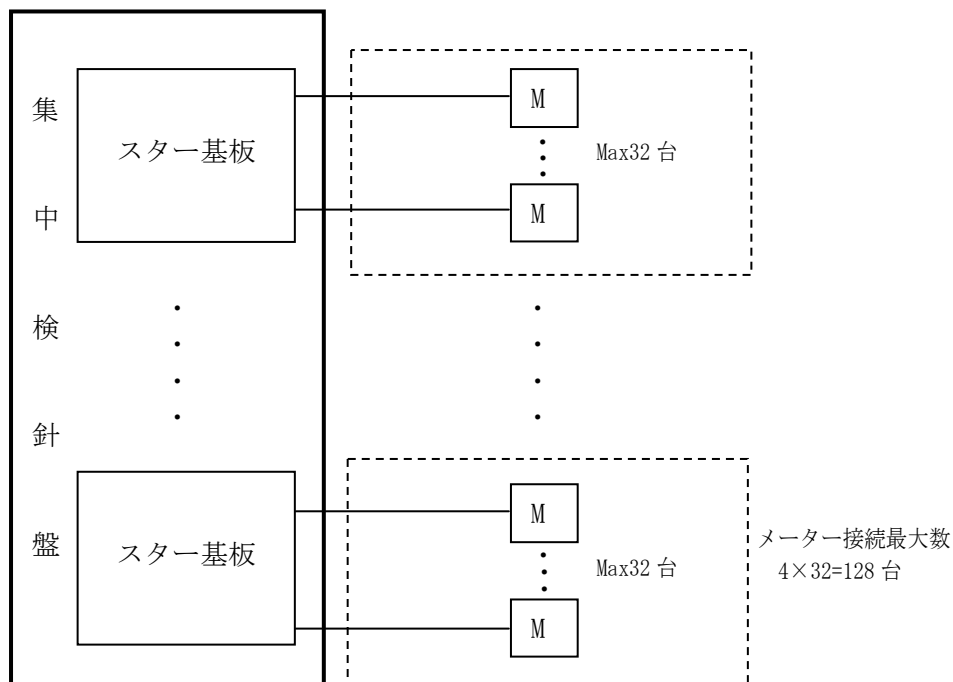 集中検針盤
スター基板
M
Max32 台
M
スター基板
M
Max32 台
M
メーター接続最大数
4×32=128 台